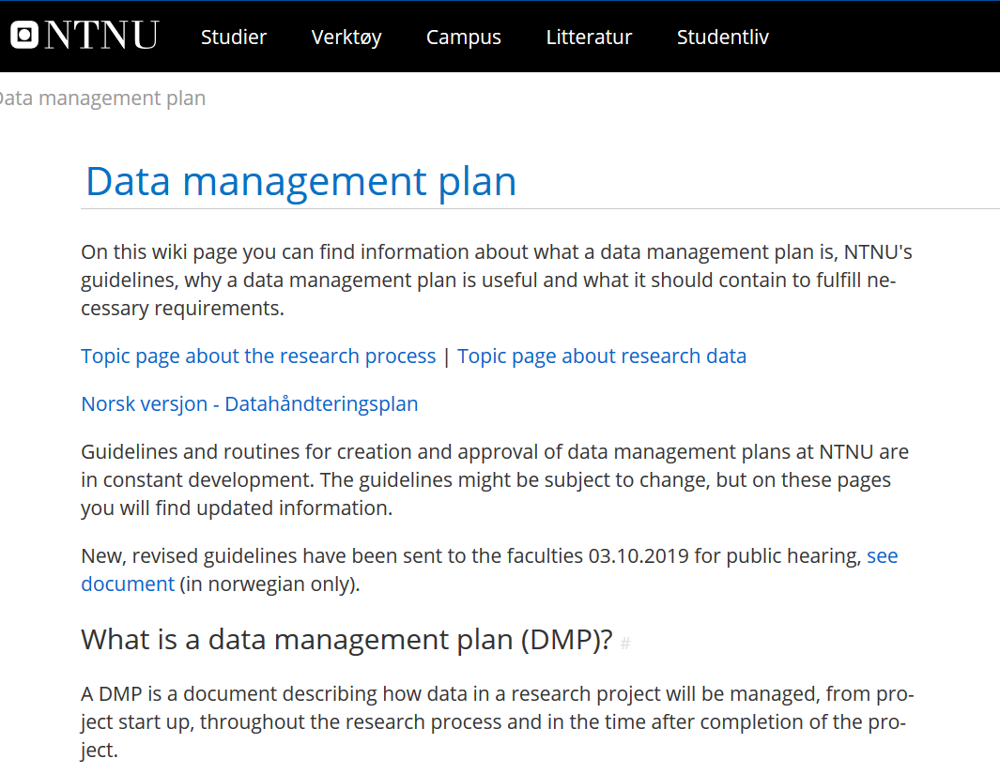 NTNU Studier Verktøy Campus Litteratur Studentliv
Data management plan
Data management plan
On this wiki page you can find information about what a data management plan is, NTNU's
guidelines, why a data management plan is useful and what it should contain to fulfill ne-
cessary requirements.
Topic page about the research process | Topic page about research data
Norsk versjon - Datahåndteringsplan
Guidelines and routines for creation and approval of data management plans at NTNU are
in constant development. The guidelines might be subject to change, but on these pages
you will find updated information.
New, revised guidelines have been sent to the faculties 03.10.2019 for public hearing, see
document (in norwegian only).
What is a data management plan (DMP)? #
A DMP is a document describing how data in a research project will be managed, from pro-
ject start up, throughout the research process and in the time after completion of the pro-
ject.